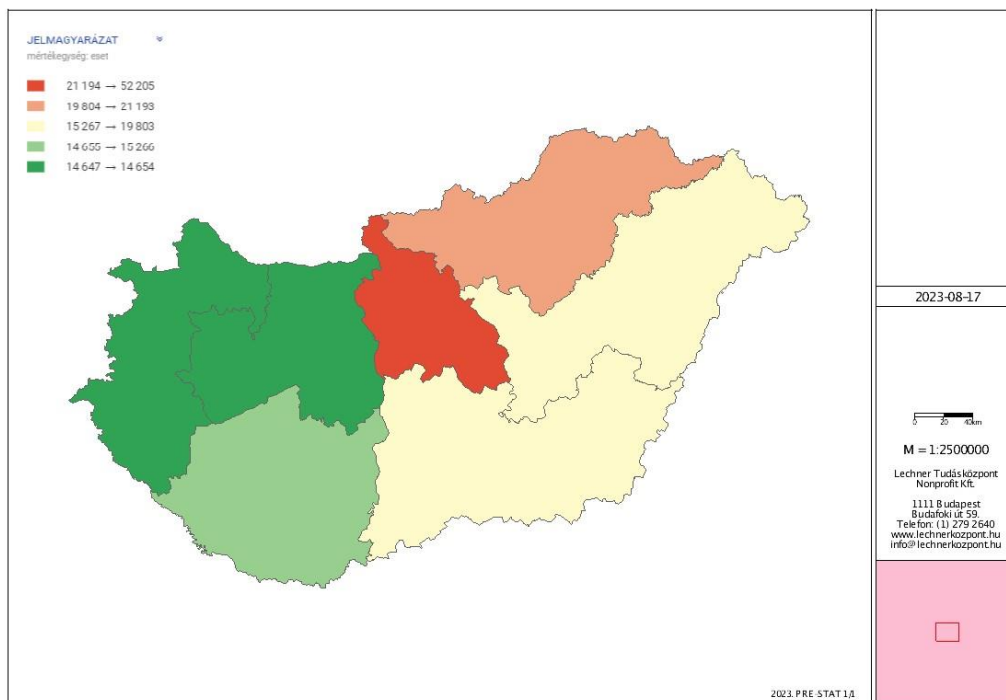 JELMAGYARÁZAT
mértékegység: eset
21 194 → 52 205
19 804 → 21 193
15 267 → 19 803
14 655 → 15 266
14 647 → 14 654
2023-08-17
0 20 40km
M = 1:2500000
Lechner Tudásközpont
Nonprofit Kft.
1111 Budapest
Budafoki út 59.
Telefon: (1) 279 2640
www.lechnerkozpont.hu
info@lechnerkozpont.hu
2023. PRE-STAT 1/1